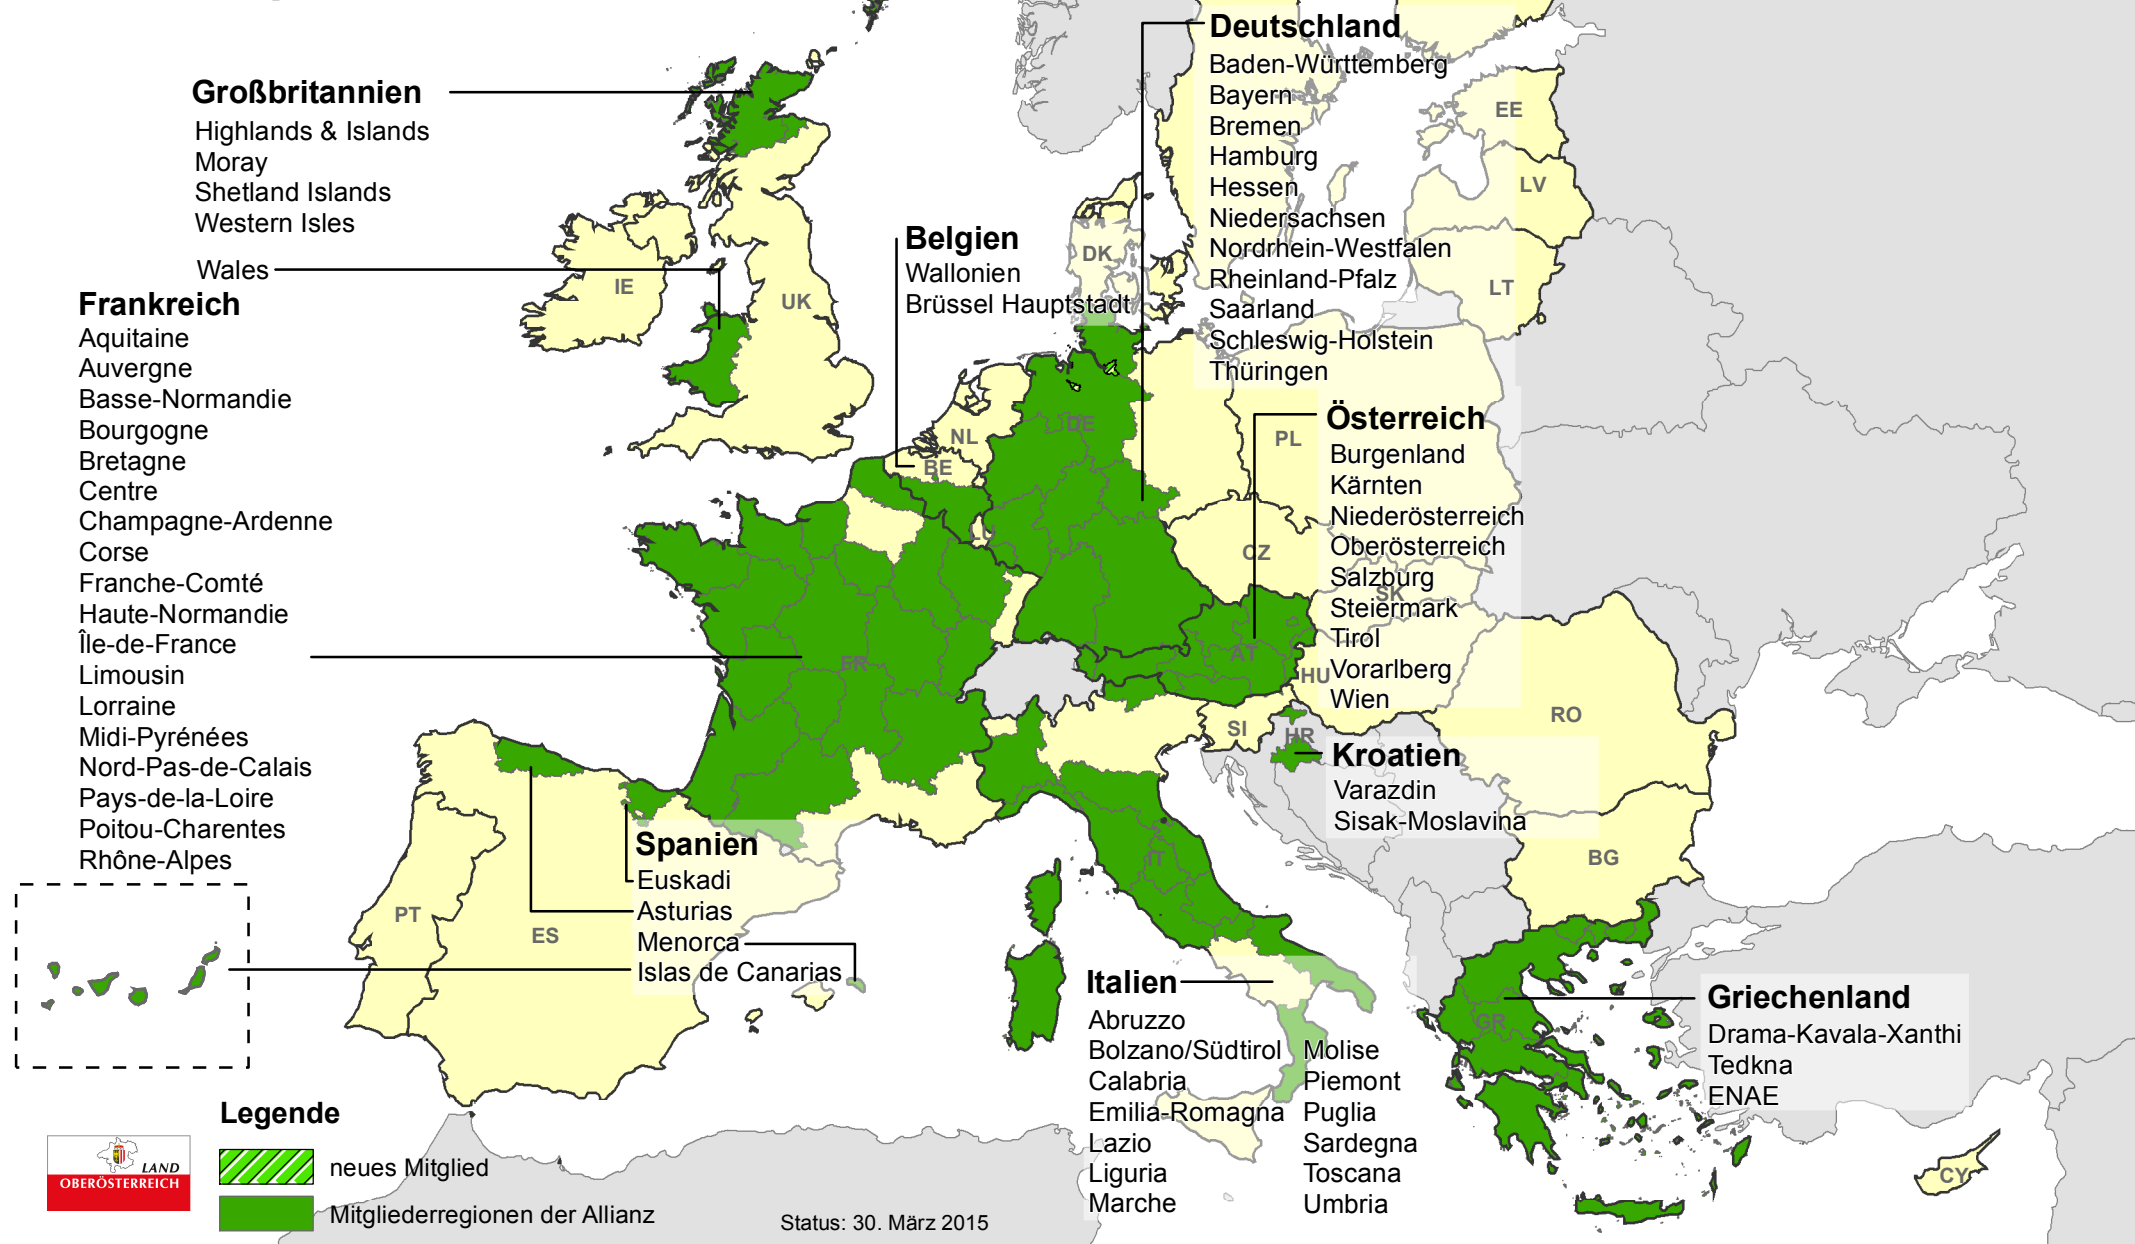 Großbritannien
Highlands & Islands
Moray
Shetland Islands
Western Isles
Wales
Frankreich
Aquitaine
Auvergne
Basse-Normandie
Bourgogne
Bretagne
Centre
Champagne-Ardenne
Corse
Franche-Comté
Haute-Normandie
Île-de-France
Limousin
Lorraine
Midi-Pyrénées
Nord-Pas-de-Calais
Pays-de-la-Loire
Poitou-Charentes
Rhône-Alpes
Belgien
Wallonien
Brüssel Hauptstadt
Deutschland
Baden-Württemberg
Bayern
Bremen
Hamburg
Hessen
Niedersachsen
Nordrhein-Westfalen
Rheinland-Pfalz
Saarland
Schleswig-Holstein
Thüringen
Österreich
Burgenland
Kärnten
Niederösterreich
Oberösterreich
Salzburg
Steiermark
Tirol
Vorarlberg
Wien
Kroatien
Varazdin
Sisak-Moslavina
Spanien
Euskadi
Asturias
Menorca
Islas de Canarias
Italien
Abruzzo
Bolzano/Südtirol
Calabria
Emilia-Romagna
Lazio
Liguria
Marche
Molise
Piemont
Puglia
Sardegna
Toscana
Umbria
Griechenland
Drama-Kavala-Xanthi
Tedkna
ENAE
IE
UK
DK
EE
LV
LT
NL
BE
LU
DE
PL
CZ
SK
FR
AT
HU
SI
HR
RO
BG
IT
PT
ES
GR
CY
Legende
neues Mitglied
Mitgliederregionen der Allianz
Status: 30. März 2015
LAND
OBERÖSTERREICH